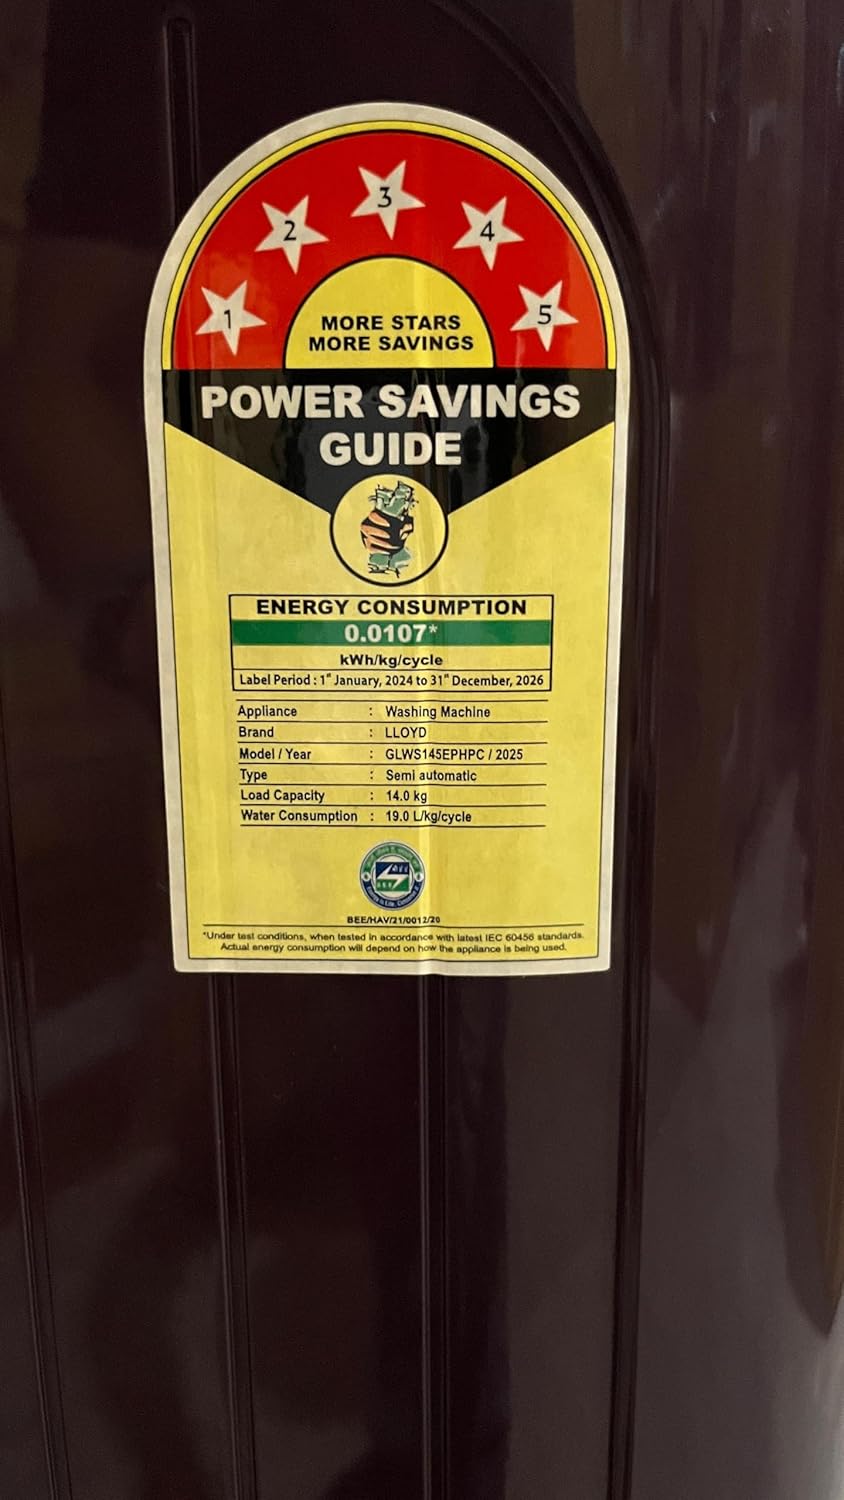 1 2 3 4 5
MORE STARS
MORE SAVINGS
POWER SAVINGS
GUIDE
ENERGY CONSUMPTION
0.0107*
kWh/kg/cycle
Label Period : 1st January, 2024 to 31st December, 2026
Appliance : Washing Machine
Brand : LLOYD
Model / Year : GLWS145EPHPC / 2025
Type : Semi automatic
Load Capacity : 14.0 kg
Water Consumption : 19.0 L/kg/cycle
BEE/HAV/21/0012/20
*Under test conditions, when tested in accordance with latest IEC 60456 standards.
Actual energy consumption will depend on how the appliance is being used.